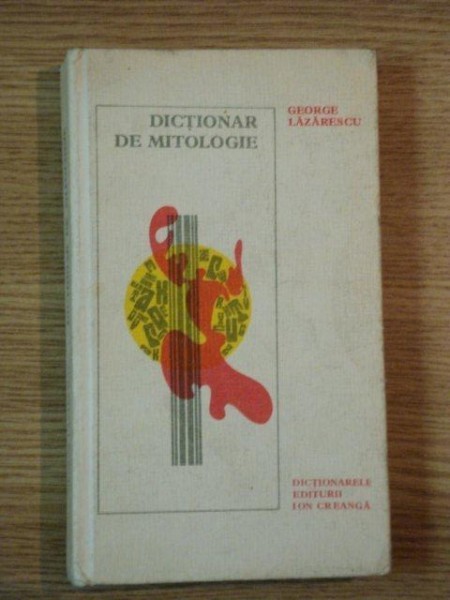 DICȚIONAR
DE MITOLOGIE
GEORGE
LĂZĂRESCU
DICȚIONARELE
EDITURII
ION CREANGĂ